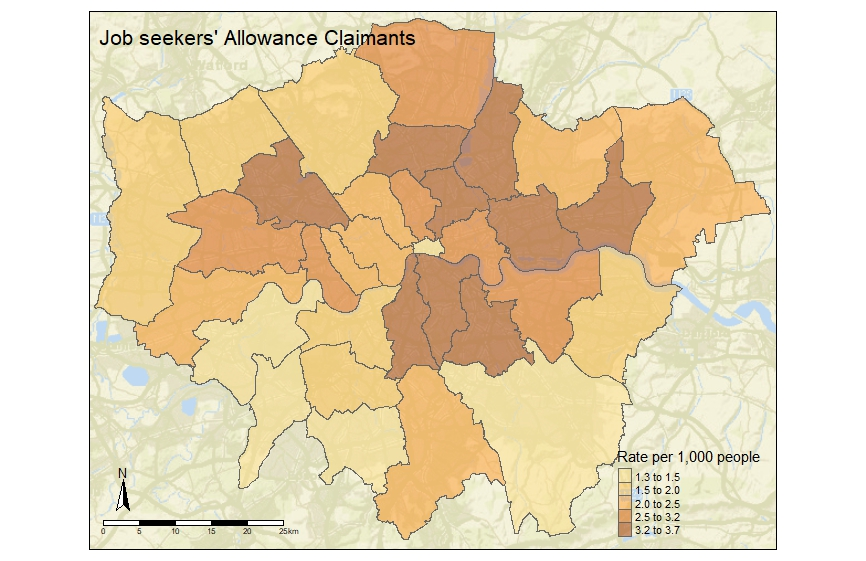 Job seekers' Allowance Claimants
Watford
Rate per 1,000 people
1.3 to 1.5
1.5 to 2.0
2.0 to 2.5
2.5 to 3.2
3.2 to 3.7
N
0 5 10 15 20 25km